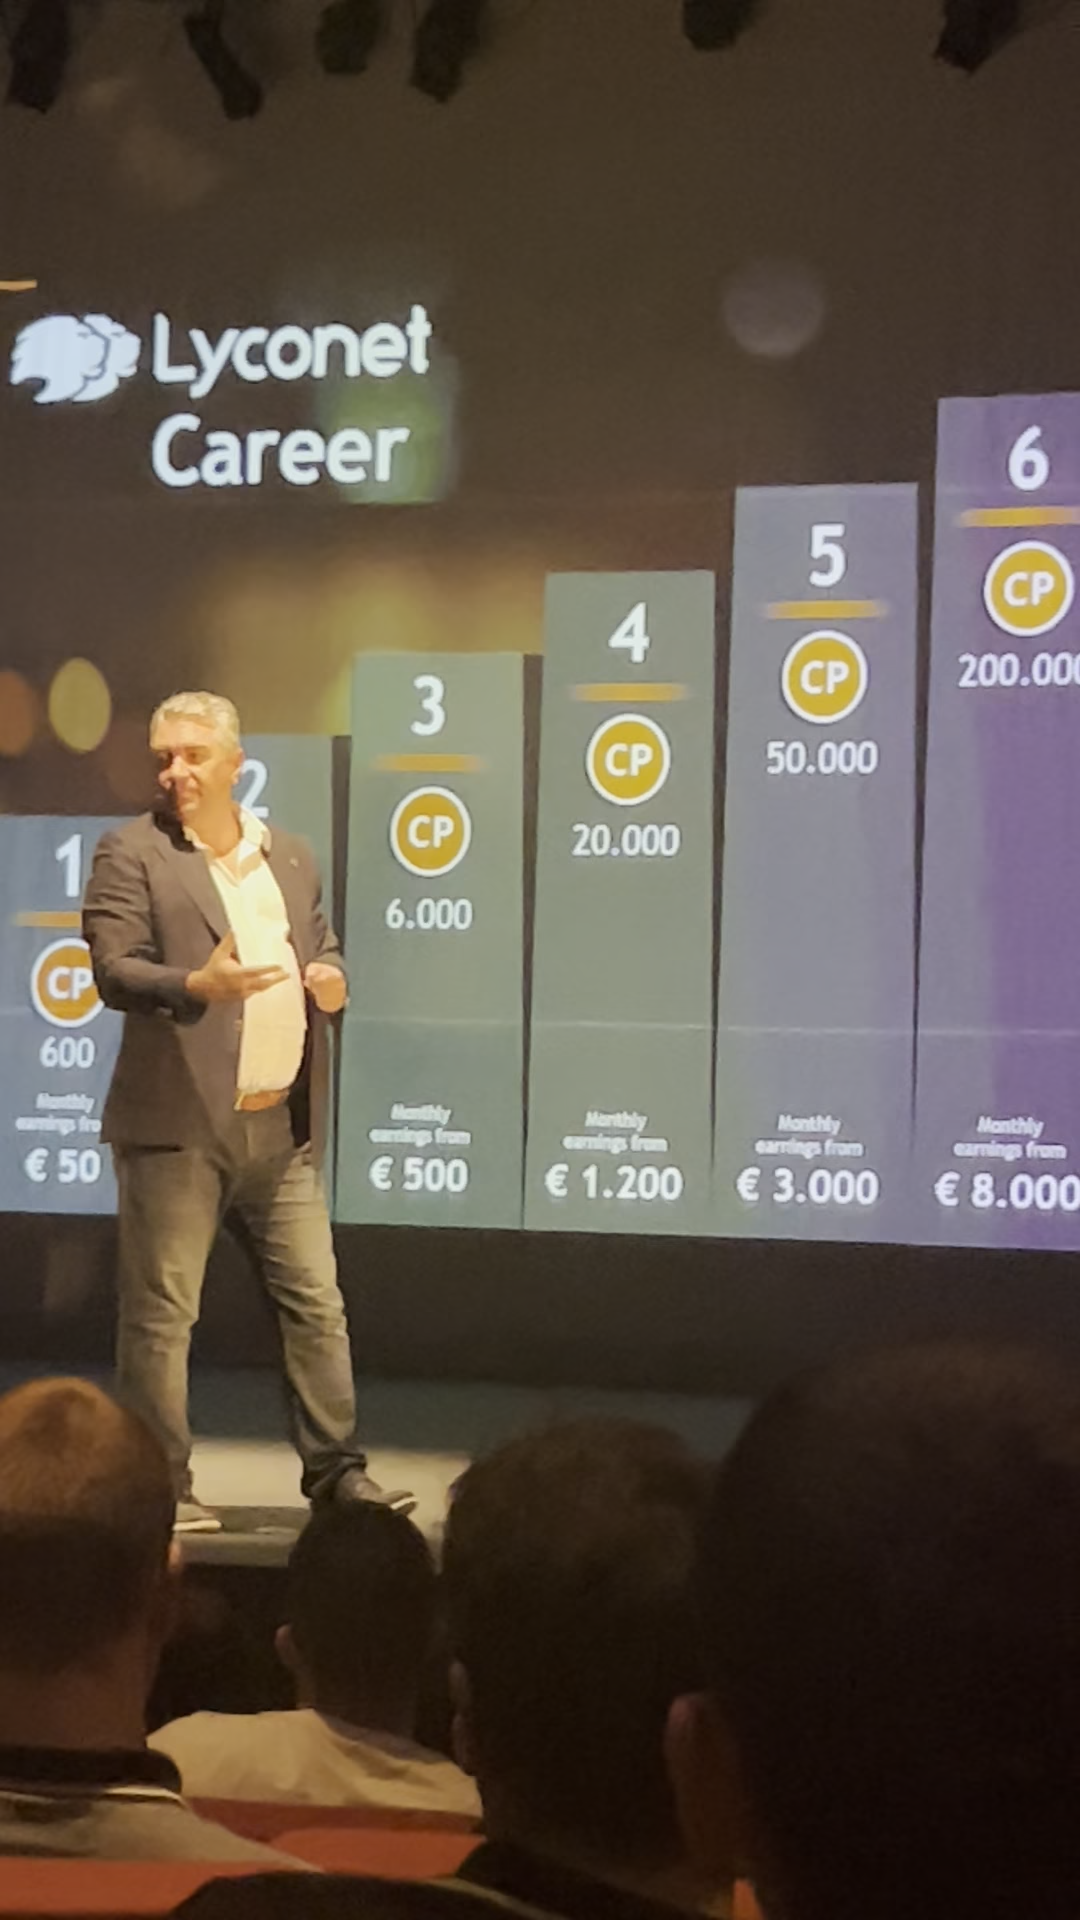 Lyconet
Career
1
CP
600
Monthly
earnings fro
€ 50
2
3
CP
6.000
Monthly
earnings from
€ 500
4
CP
20.000
Monthly
earnings from
€ 1.200
5
CP
50.000
Monthly
earnings from
€ 3.000
6
CP
200.000
Monthly
earnings from
€ 8.000